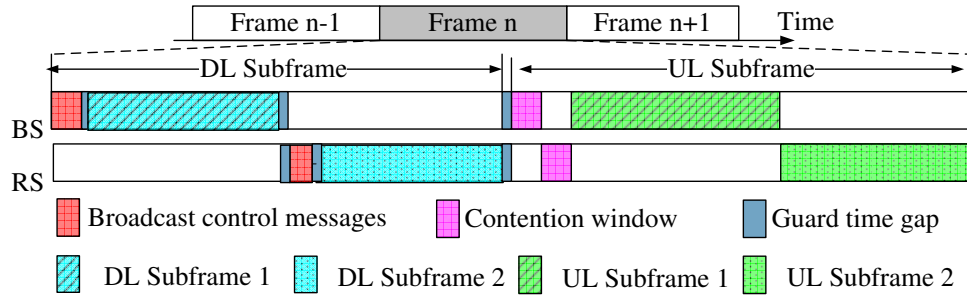 Frame n-1 Frame n Frame n+1 Time
DL Subframe UL Subframe
BS
RS
Broadcast control messages Contention window Guard time gap
DL Subframe 1 DL Subframe 2 UL Subframe 1 UL Subframe 2